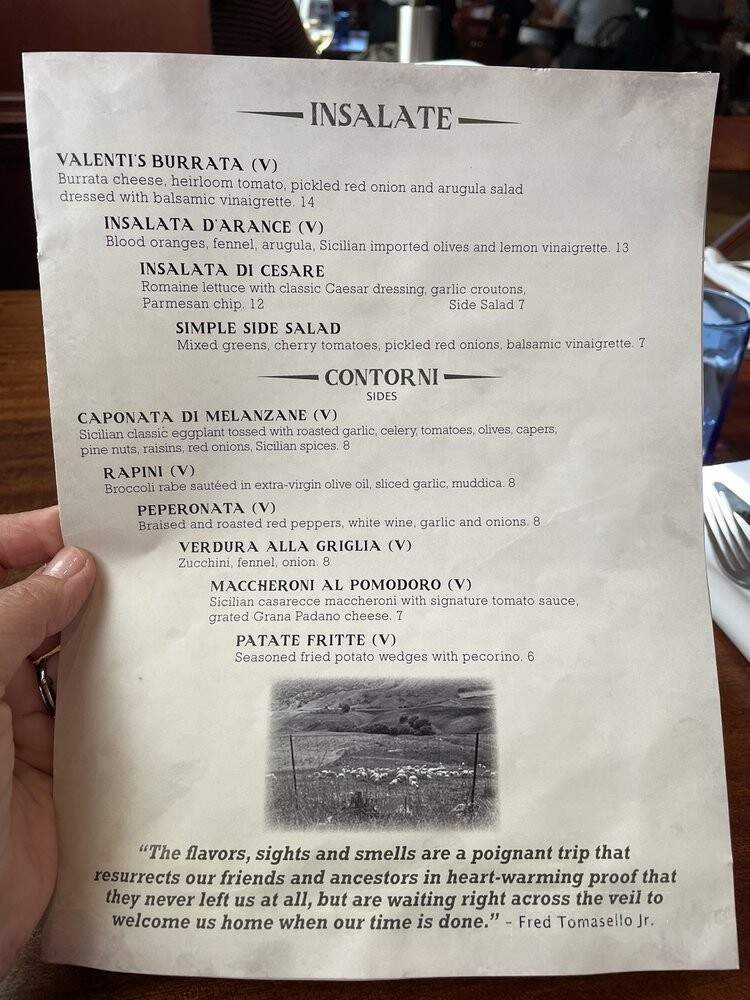 INSALATE
VALENTI'S BURRATA (V)
Burrata cheese, heirloom tomato, pickled red onion and arugula salad
dressed with balsamic vinaigrette. 14
INSALATA D'ARANCE (V)
Blood oranges, fennel, arugula, Sicilian imported olives and lemon vinaigrette. 13
INSALATA DI CESARE
Romaine lettuce with classic Caesar dressing, garlic croutons,
Parmesan chip. 12 Side Salad 7
SIMPLE SIDE SALAD
Mixed greens, cherry tomatoes, pickled red onions, balsamic vinaigrette. 7
CONTORNI
SIDES
CAPONATA DI MELANZANE (V)
Sicilian classic eggplant tossed with roasted garlic, celery, tomatoes, olives, capers,
pine nuts, raisins, red onions, Sicilian spices. 8
RAPINI (V)
Broccoli rabe sautéed in extra-virgin olive oil, sliced garlic, muddica. 8
PEPERONATA (V)
Braised and roasted red peppers, white wine, garlic and onions. 8
VERDURA ALLA GRIGLIA (V)
Zucchini, fennel, onion. 8
MACCHERONI AL POMODORO (V)
Sicilian casarecce maccheroni with signature tomato sauce,
grated Grana Padano cheese. 7
PATATE FRITTE (V)
Seasoned fried potato wedges with pecorino. 6
"The flavors, sights and smells are a poignant trip that
resurrects our friends and ancestors in heart-warming proof that
they never left us at all, but are waiting right across the veil to
welcome us home when our time is done." - Fred Tomasello Jr.